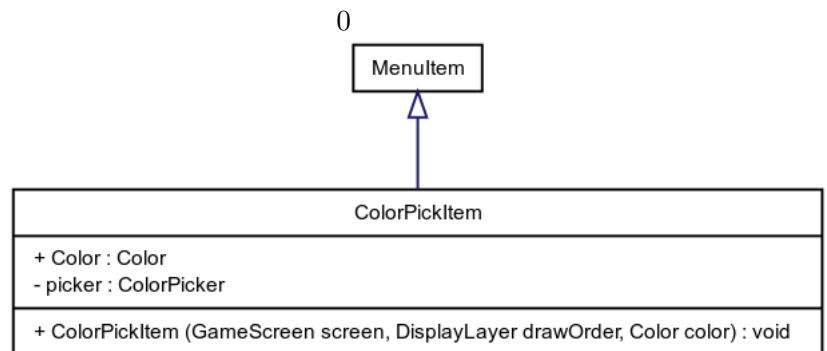 0
MenuItem
ColorPickItem
+ Color : Color
- picker : ColorPicker
+ ColorPickItem (GameScreen screen, DisplayLayer drawOrder, Color color) : void